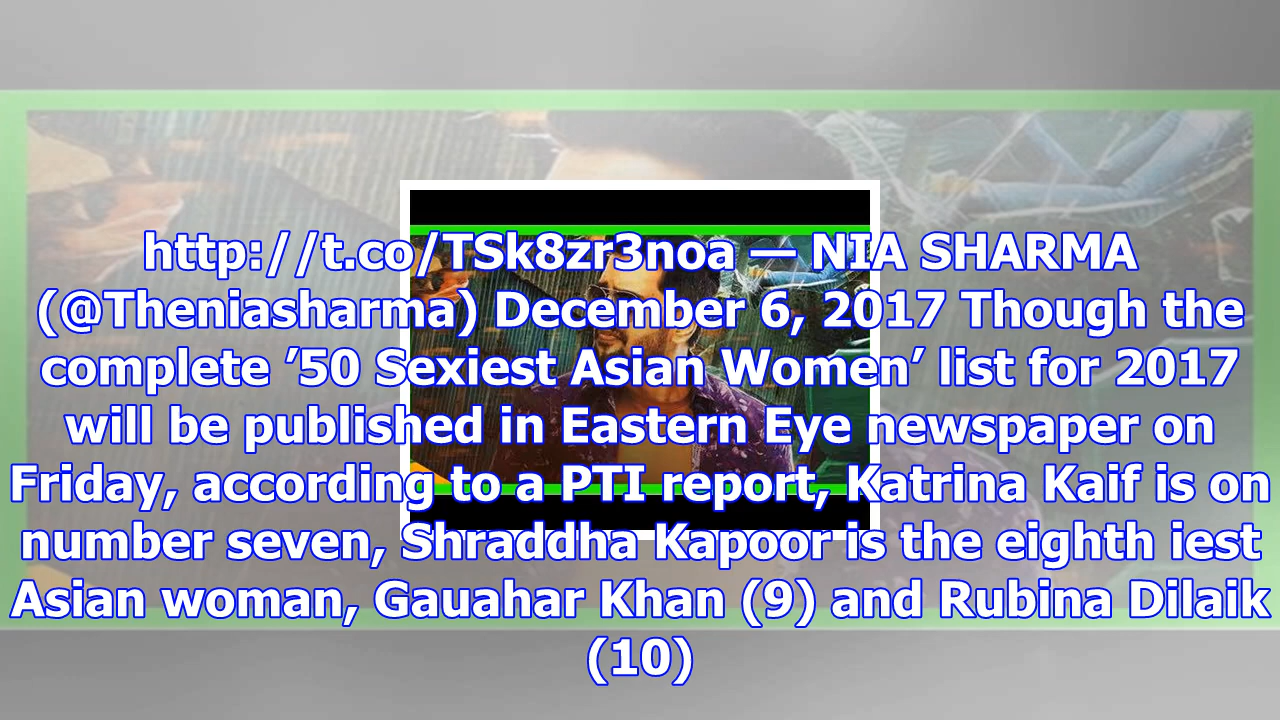 http://t.co/TSk8zr3noa — NIA SHARMA
(@Theniasharma) December 6, 2017 Though the
complete ’50 Sexiest Asian Women’ list for 2017
will be published in Eastern Eye newspaper on
Friday, according to a PTI report, Katrina Kaif is on
number seven, Shraddha Kapoor is the eighth iest
Asian woman, Gauahar Khan (9) and Rubina Dilaik
(10)